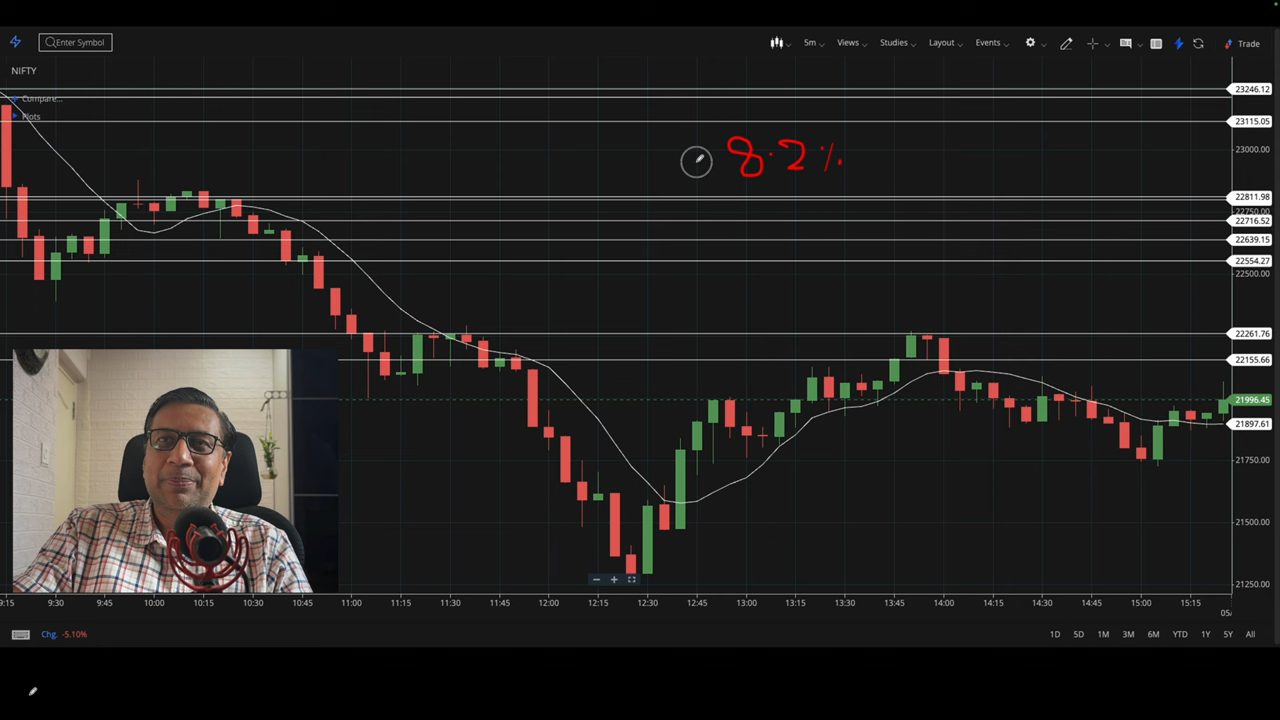 Enter Symbol
5m Views Studies Layout Events Trade
NIFTY
Compare...
Plots
8.2%
23246.12
23115.05
23000.00
22811.98
22750.00
22716.52
22639.15
22554.27
22500.00
22261.76
22155.66
21996.45
21897.61
21750.00
21500.00
21250.00
9:15 9:30 9:45 10:00 10:15 10:30 10:45 11:00 11:15 11:30 11:45 12:00 12:15 12:30 12:45 13:00 13:15 13:30 13:45 14:00 14:15 14:30 14:45 15:00 15:15
05/
Chg. -5.10% 1D 5D 1M 3M 6M YTD 1Y 5Y All